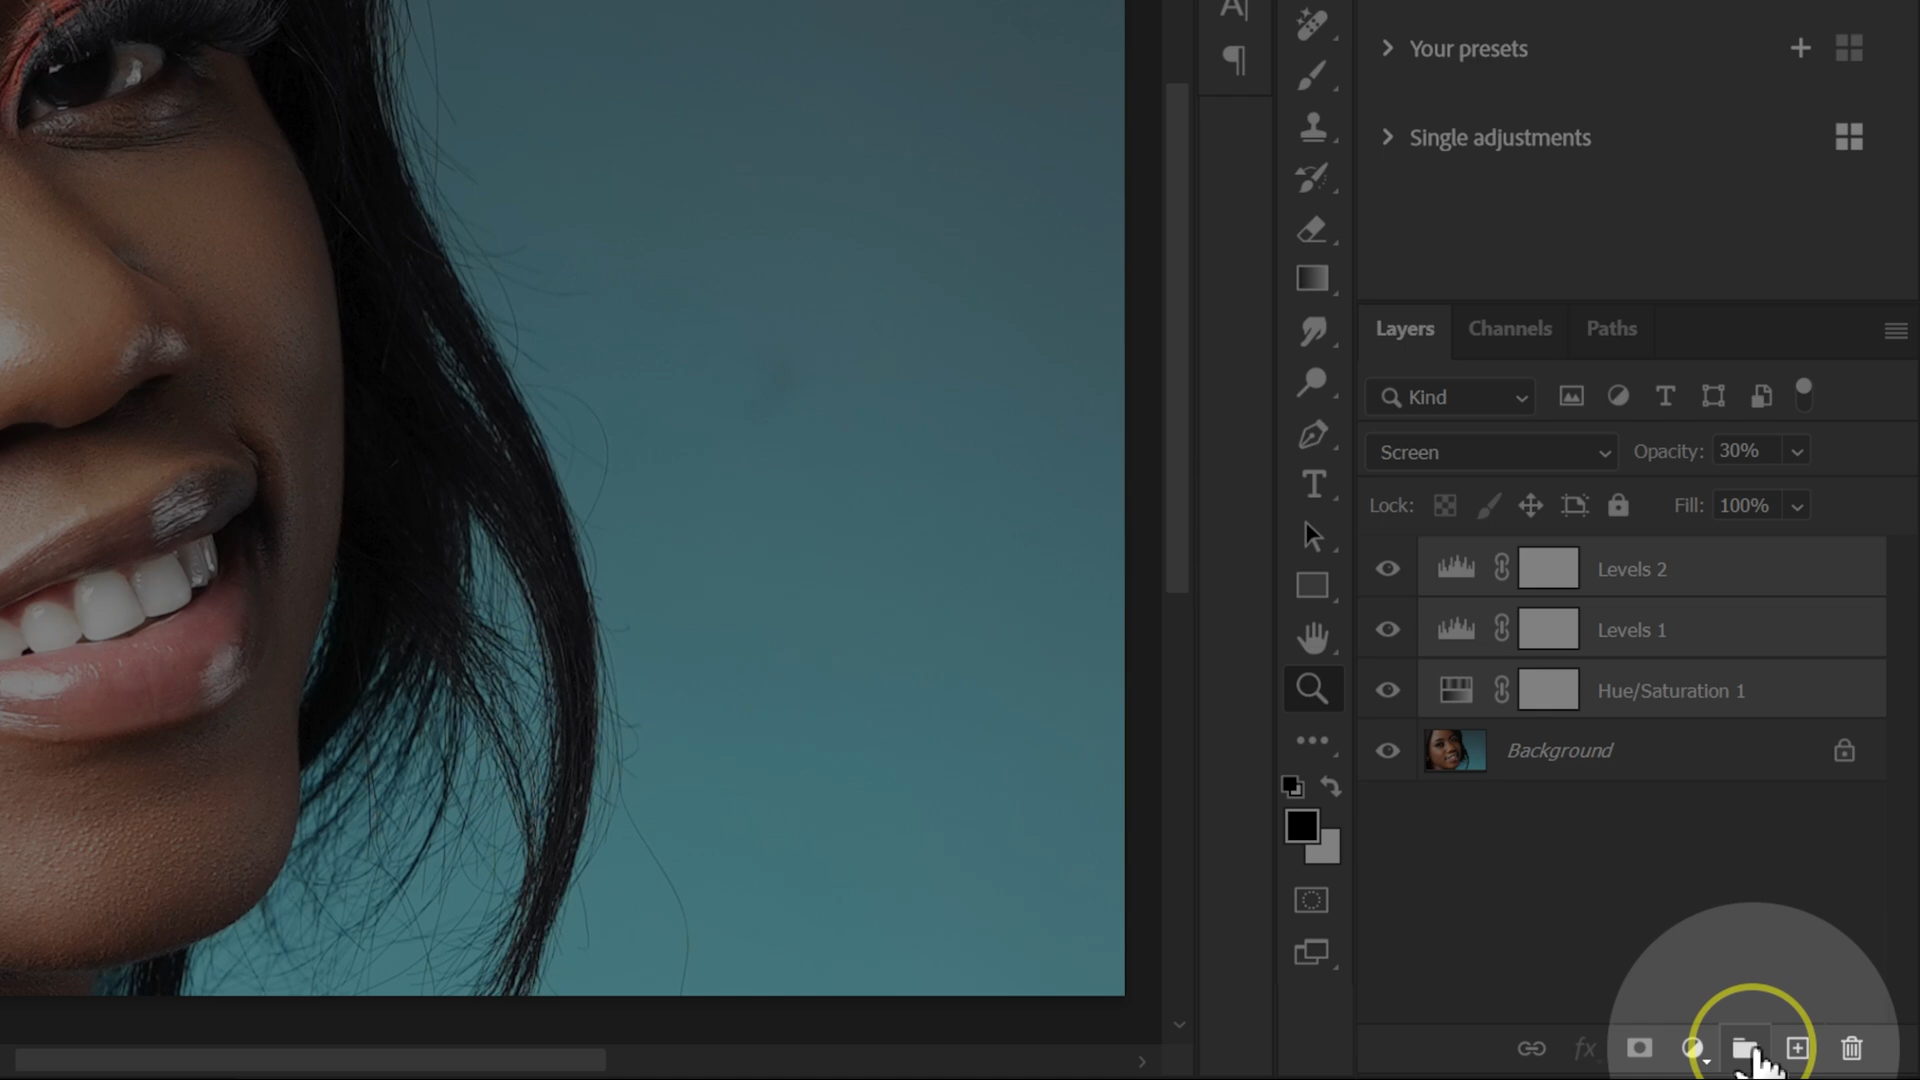 Your presets
Single adjustments
Layers Channels Paths
Kind
Screen Opacity: 30%
Lock: Fill: 100%
Levels 2
Levels 1
Hue/Saturation 1
Background
fx